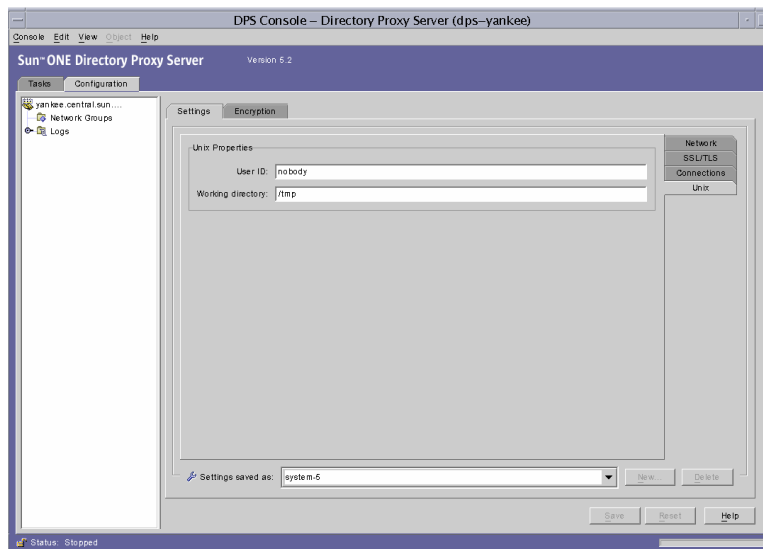 DPS Console – Directory Proxy Server (dps–yankee)
Console Edit View Object Help
Sun™ ONE Directory Proxy Server Version 5.2
Tasks Configuration
yankee.central.sun....
Network Groups
Logs
Settings Encryption
Network
SSL/TLS
Connections
Unix
Unix Properties
User ID: nobody
Working directory: /tmp
Settings saved as: system-5 New... Delete
Save Reset Help
Status: Stopped